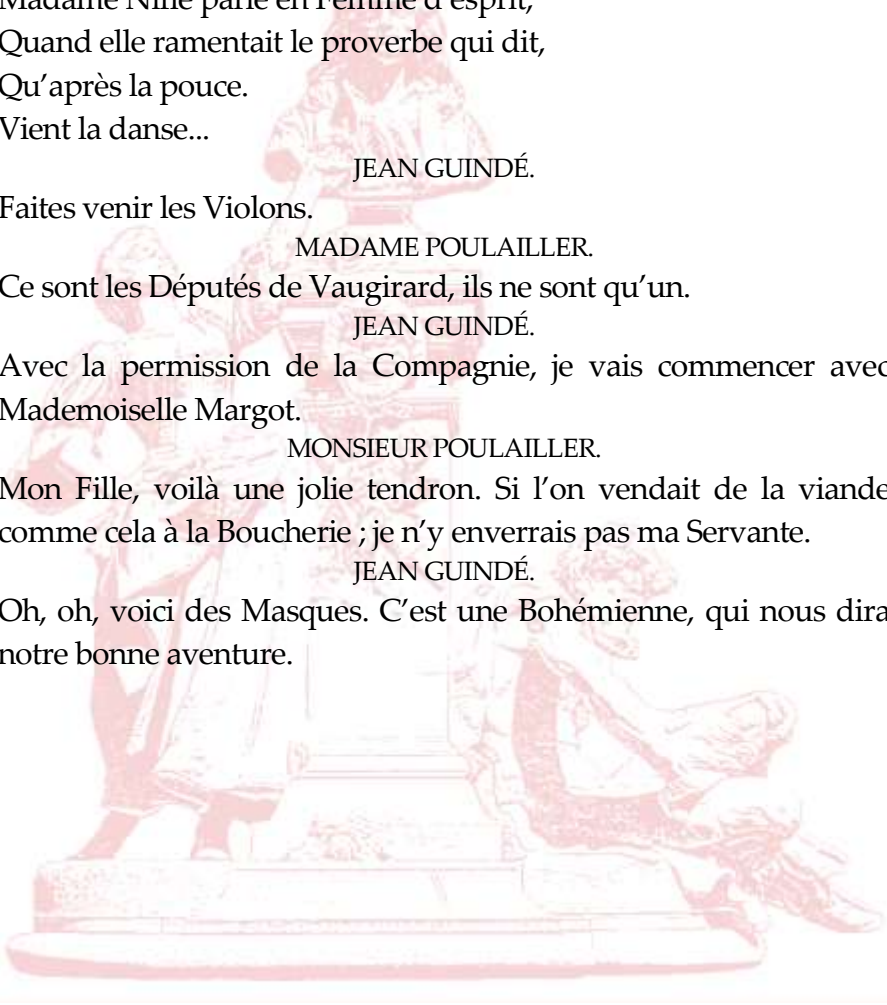 Madame Nine parle en Femme d’esprit,
Quand elle ramentait le proverbe qui dit,
Qu’après la pouce.
Vient la danse...
JEAN GUINDÉ.
Faites venir les Violons.
MADAME POULAILLER.
Ce sont les Députés de Vaugirard, ils ne sont qu’un.
JEAN GUINDÉ.
Avec la permission de la Compagnie, je vais commencer avec
Mademoiselle Margot.
MONSIEUR POULAILLER.
Mon Fille, voilà une jolie tendron. Si l’on vendait de la viande
comme cela à la Boucherie ; je n’y enverrais pas ma Servante.
JEAN GUINDÉ.
Oh, oh, voici des Masques. C’est une Bohémienne, qui nous dira
notre bonne aventure.